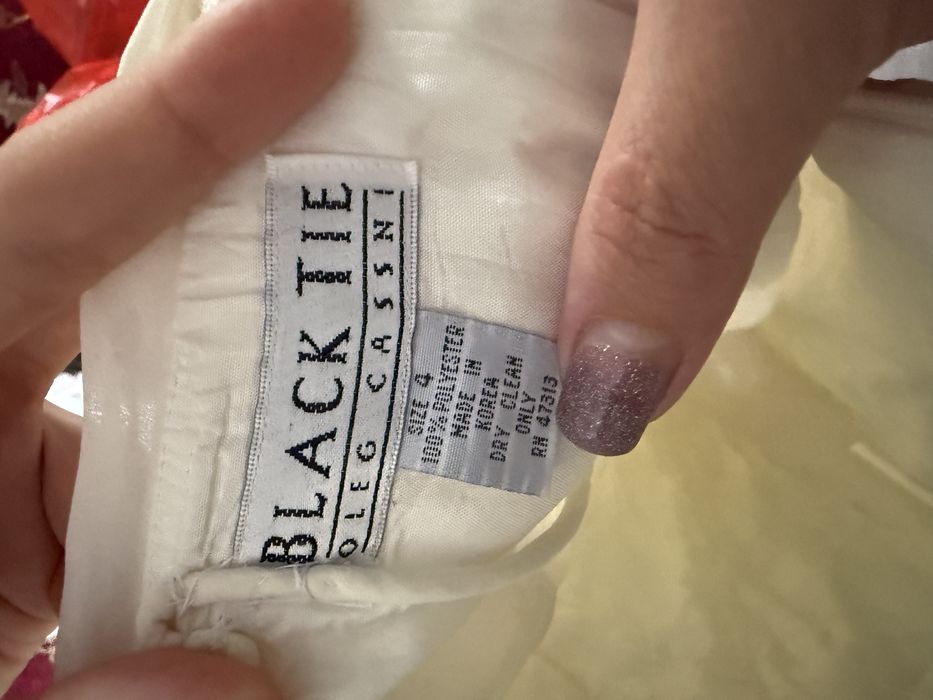 BLACK TIE
OLEG CASSINI
SIZE 4
100% POLYESTER
MADE IN
KOREA
DRY CLEAN
ONLY
RN 47313